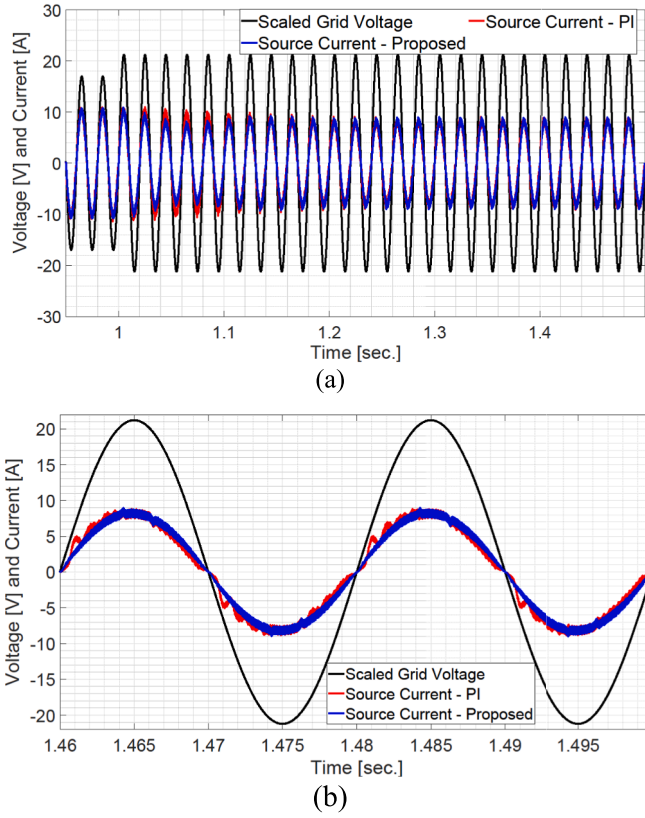 30
Scaled Grid Voltage
Source Current - PI
Source Current - Proposed
20
10
0
-10
-20
-30
Voltage [V] and Current [A]
1
1.1
1.2
1.3
1.4
Time [sec.]
(a)
20
15
10
5
0
-5
-10
-15
-20
Voltage [V] and Current [A]
Scaled Grid Voltage
Source Current - PI
Source Current - Proposed
1.46
1.465
1.47
1.475
1.48
1.485
1.49
1.495
Time [sec.]
(b)